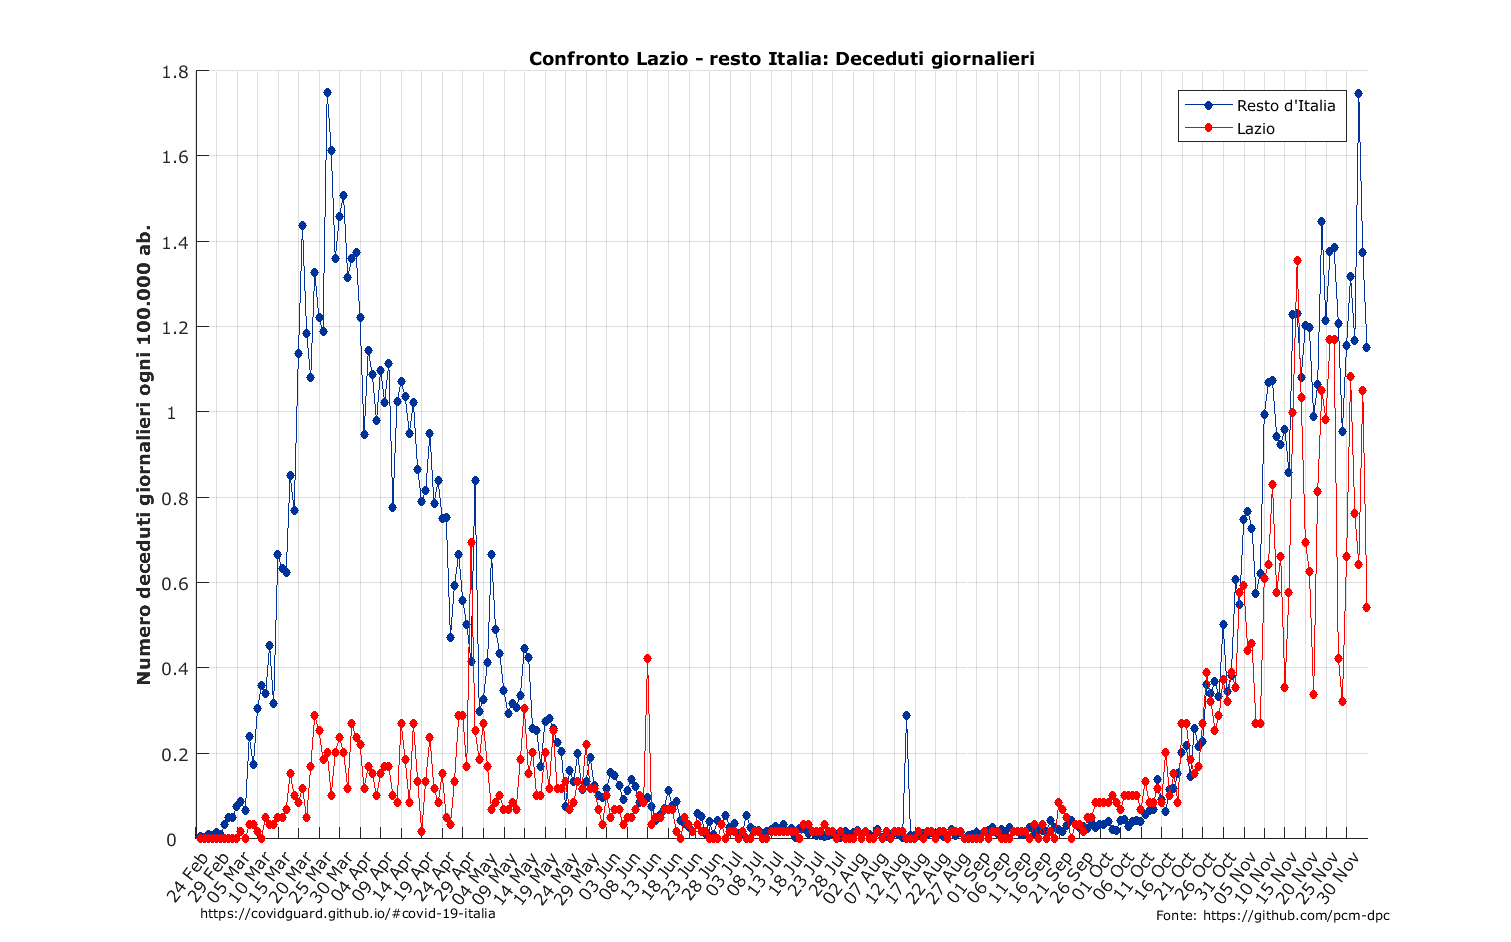 Confronto Lazio - resto Italia: Deceduti giornalieri
Resto d'Italia
Lazio
Numero deceduti giornalieri ogni 100.000 ab.
1.8
1.6
1.4
1.2
1
0.8
0.6
0.4
0.2
0
24 Feb
29 Feb
05 Mar
10 Mar
15 Mar
20 Mar
25 Mar
30 Mar
04 Apr
09 Apr
14 Apr
19 Apr
24 Apr
29 Apr
04 May
09 May
14 May
19 May
24 May
29 May
03 Jun
08 Jun
13 Jun
18 Jun
23 Jun
28 Jun
03 Jul
08 Jul
13 Jul
18 Jul
23 Jul
28 Jul
02 Aug
07 Aug
12 Aug
17 Aug
22 Aug
27 Aug
01 Sep
06 Sep
11 Sep
16 Sep
21 Sep
26 Sep
01 Oct
06 Oct
11 Oct
16 Oct
21 Oct
26 Oct
31 Oct
05 Nov
10 Nov
15 Nov
20 Nov
25 Nov
30 Nov
https://covidguard.github.io/#covid-19-italia
Fonte: https://github.com/pcm-dpc